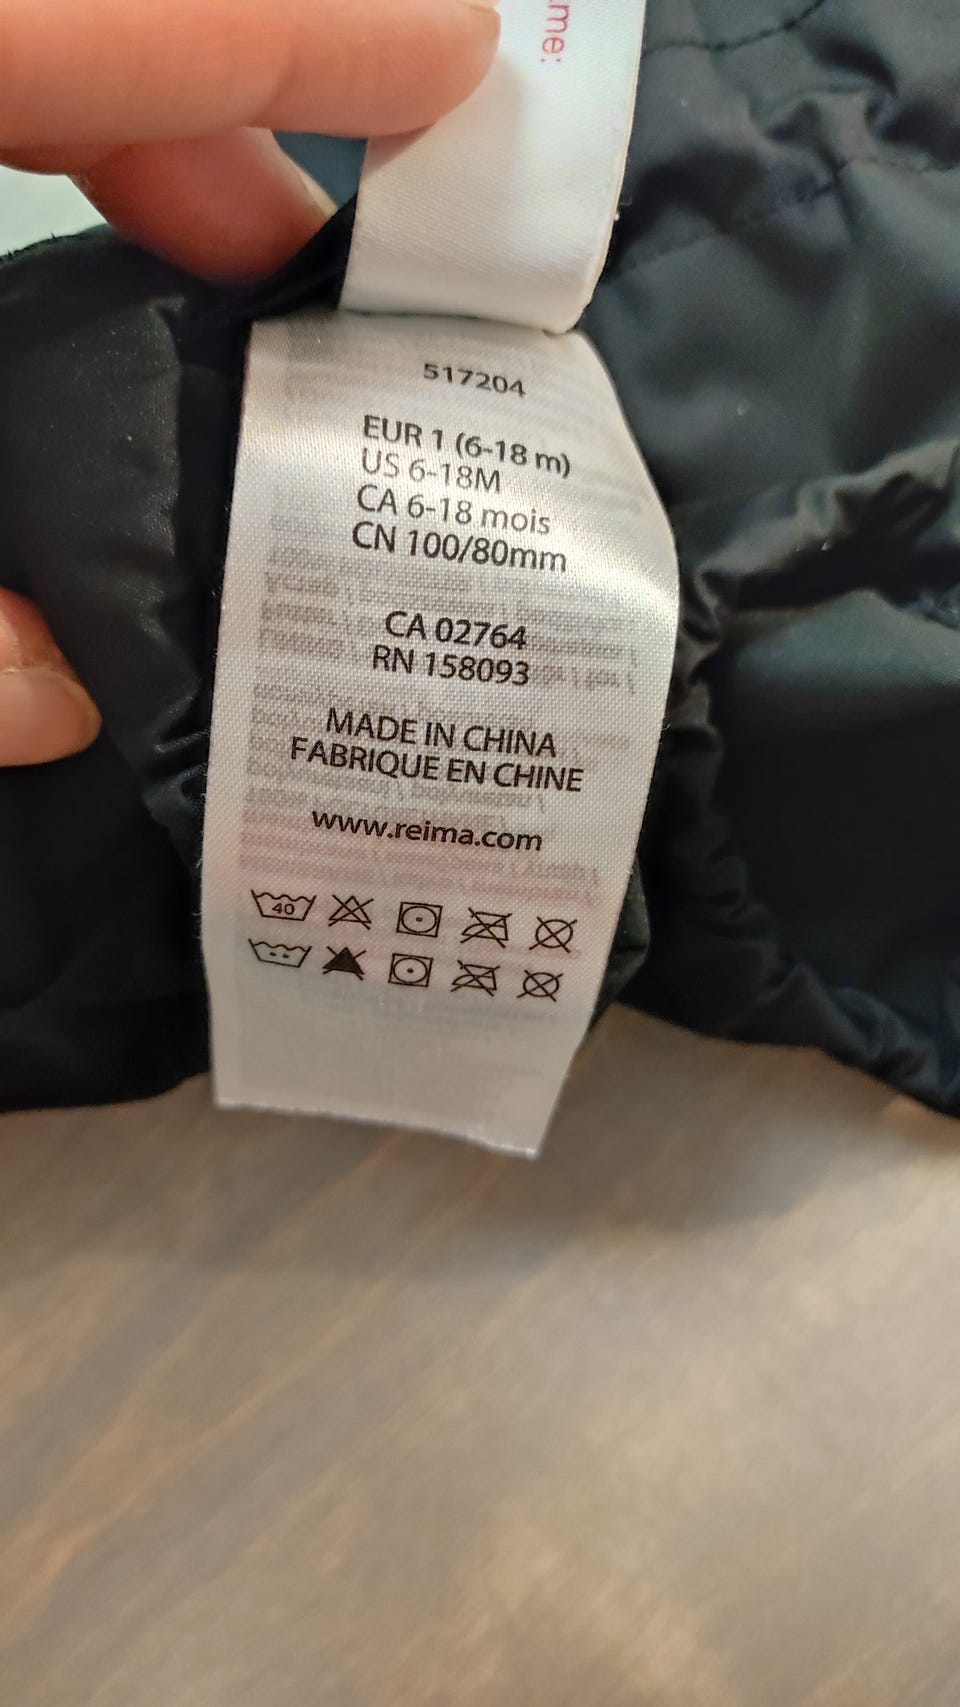 ame:
517204
EUR 1 (6-18 m)
US 6-18M
CA 6-18 mois
CN 100/80mm
CA 02764
RN 158093
MADE IN CHINA
FABRIQUE EN CHINE
www.reima.com
40